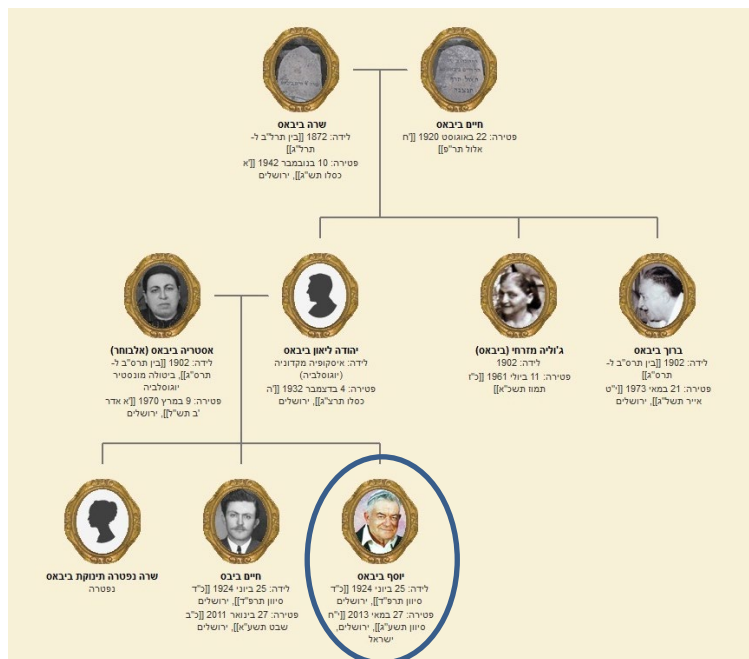 שרה ביבאס
לידה: 1872 [[בין תרל"ב ל-
תרל"ג]]
פטירה: 10 בנובמבר 1942 [['א
כסלו תש"ג]], ירושלים
חיים ביבאס
פטירה: 22 באוגוסט 1920 [['ח
אלול תר"פ]]
אסטריה ביבאס (אלבוחר)
לידה: 1902 [[בין תרס"ב ל-
תרס"ג]], ביטולה מונסטיר
יוגוסלביה
פטירה: 9 במרץ 1970 [['א אדר
ב' תש"ל]], ירושלים
יהודה ליאון ביבאס
לידה: איסקופיה מקדוניה
(יוגוסלביה)
פטירה: 4 בדצמבר 1932 [['ה
כסלו תרצ"ג]], ירושלים
ג'וליה מזרחי (ביבאס)
לידה: 1902
פטירה: 11 ביולי 1961 [[כ"ז
תמוז תשכ"א]]
ברוך ביבאס
לידה: 1902 [[בין תרס"ב ל-
תרס"ג]]
פטירה: 21 במאי 1973 [[י"ט
אייר תשל"ג]], ירושלים
שרה נפטרה תינוקת ביבאס
נפטרה
חיים ביבס
לידה: 25 ביוני 1924 [[כ"ד
סיוון תרפ"ד]], ירושלים
פטירה: 27 בינואר 2011 [[כ"ב
שבט תשע"א]], ירושלים
יוסף ביבאס
לידה: 25 ביוני 1924 [[כ"ד
סיוון תרפ"ד]], ירושלים
פטירה: 27 במאי 2013 [[י"ח
סיוון תשע"ג]], ירושלים,
ישראל